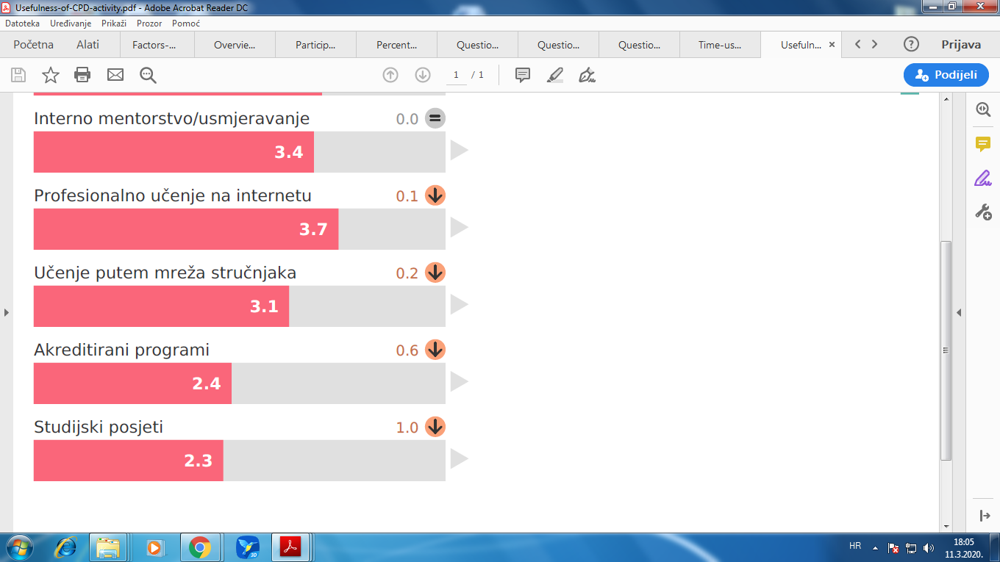 Usefulness-of-CPD-activity.pdf - Adobe Acrobat Reader DC
Datoteka Uređivanje Prikaži Prozor Pomoć
Početna Alati Factors-... Overvie... Particip... Percent... Questio... Questio... Questio... Time-us... Usefuln... Prijava
1 / 1 Podijeli
Interno mentorstvo/usmjeravanje 0.0
3.4
Profesionalno učenje na internetu 0.1
3.7
Učenje putem mreža stručnjaka 0.2
3.1
Akreditirani programi 0.6
2.4
Studijski posjeti 1.0
2.3
3D
HR
18:05
11.3.2020.